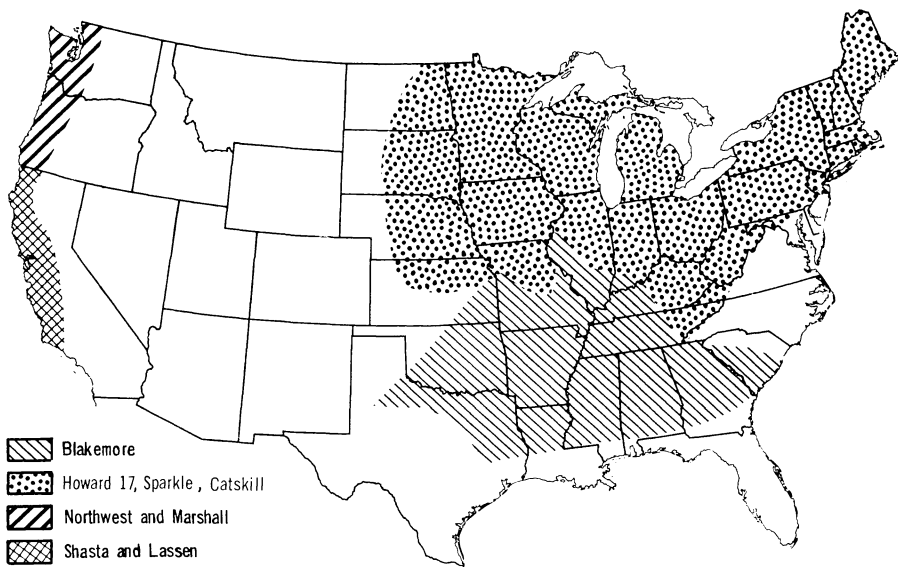 Blakemore
Howard 17, Sparkle , Catskill
Northwest and Marshall
Shasta and Lassen